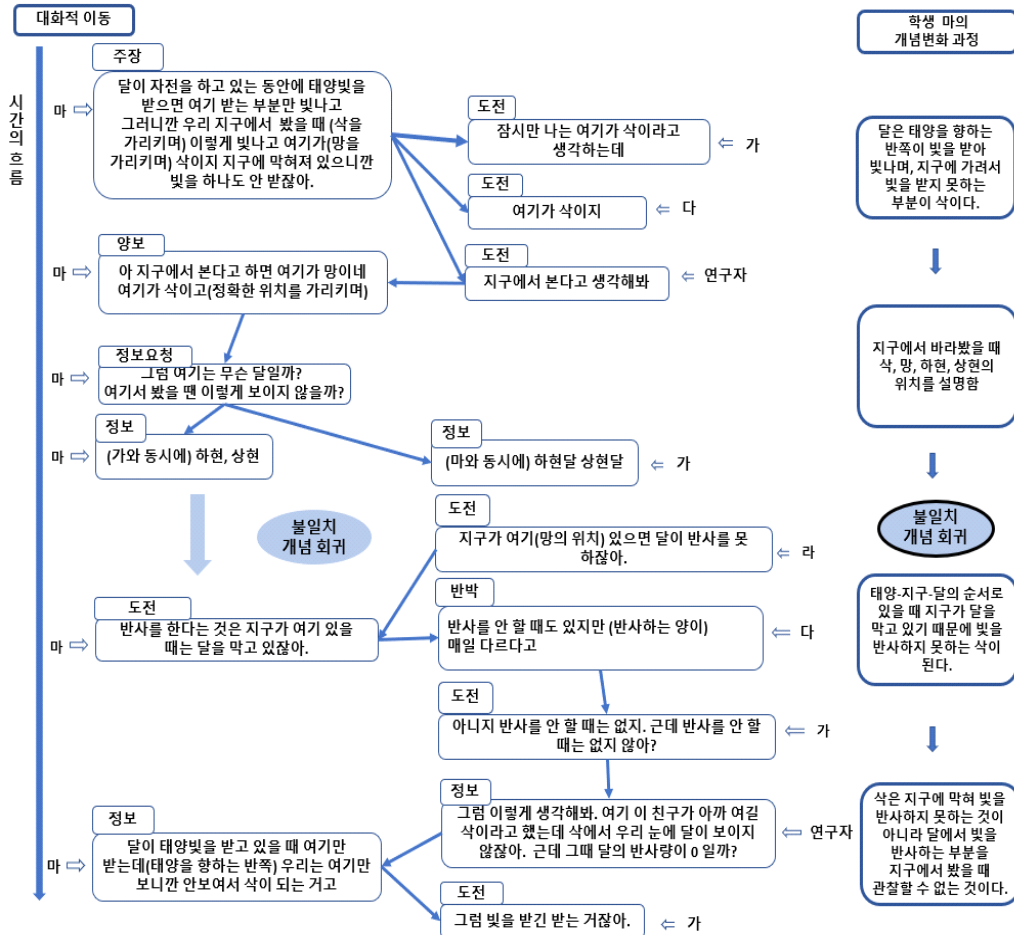 대화적 이동
학생 마의
개념변화 과정
시간의 흐름
주장
마
달이 자전을 하고 있는 동안에 태양빛을
받으면 여기 받는 부분만 빛나고
그러니깐 우리 지구에서 봤을 때 (삭을
가리키며) 이렇게 빛나고 여기가(망을
가리키며) 삭이지 지구에 막혀져 있으니깐
빛을 하나도 안 받잖아.
도전
잠시만 나는 여기가 삭이라고
생각하는데
가
달은 태양을 향하는
반쪽이 빛을 받아
빛나며, 지구에 가려서
빛을 받지 못하는
부분이 삭이다.
도전
여기가 삭이지
다
양보
마
아 지구에서 본다고 하면 여기가 망이네
여기가 삭이고(정확한 위치를 가리키며)
도전
지구에서 본다고 생각해봐
연구자
정보요청
마
그럼 여기는 무슨 달일까?
여기서 봤을 땐 이렇게 보이지 않을까?
지구에서 바라봤을 때
삭, 망, 하현, 상현의
위치를 설명함
정보
마
(가와 동시에) 하현, 상현
정보
(마와 동시에) 하현달 상현달
가
불일치
개념 회귀
도전
지구가 여기(망의 위치) 있으면 달이 반사를 못
하잖아.
라
불일치
개념 회귀
도전
마
반사를 한다는 것은 지구가 여기 있을
때는 달을 막고 있잖아.
반박
반사를 안 할 때도 있지만 (반사하는 양이)
매일 다르다고
다
태양-지구-달의 순서로
있을 때 지구가 달을
막고 있기 때문에 빛을
반사하지 못하는 삭이
된다.
도전
아니지 반사를 안 할 때는 없지. 근데 반사를 안 할
때는 없지 않아?
가
정보
그럼 이렇게 생각해봐. 여기 이 친구가 아까 여길
삭이라고 했는데 삭에서 우리 눈에 달이 보이지
않잖아. 근데 그때 달의 반사량이 0 일까?
연구자
정보
마
달이 태양빛을 받고 있을 때 여기만
받는데(태양을 향하는 반쪽) 우리는 여기만
보니깐 안보여서 삭이 되는 거고
삭은 지구에 막혀 빛을
반사하지 못하는 것이
아니라 달에서 빛을
반사하는 부분을
지구에서 봤을 때
관찰할 수 없는 것이다.
도전
그럼 빛을 받긴 받는 거잖아.
가